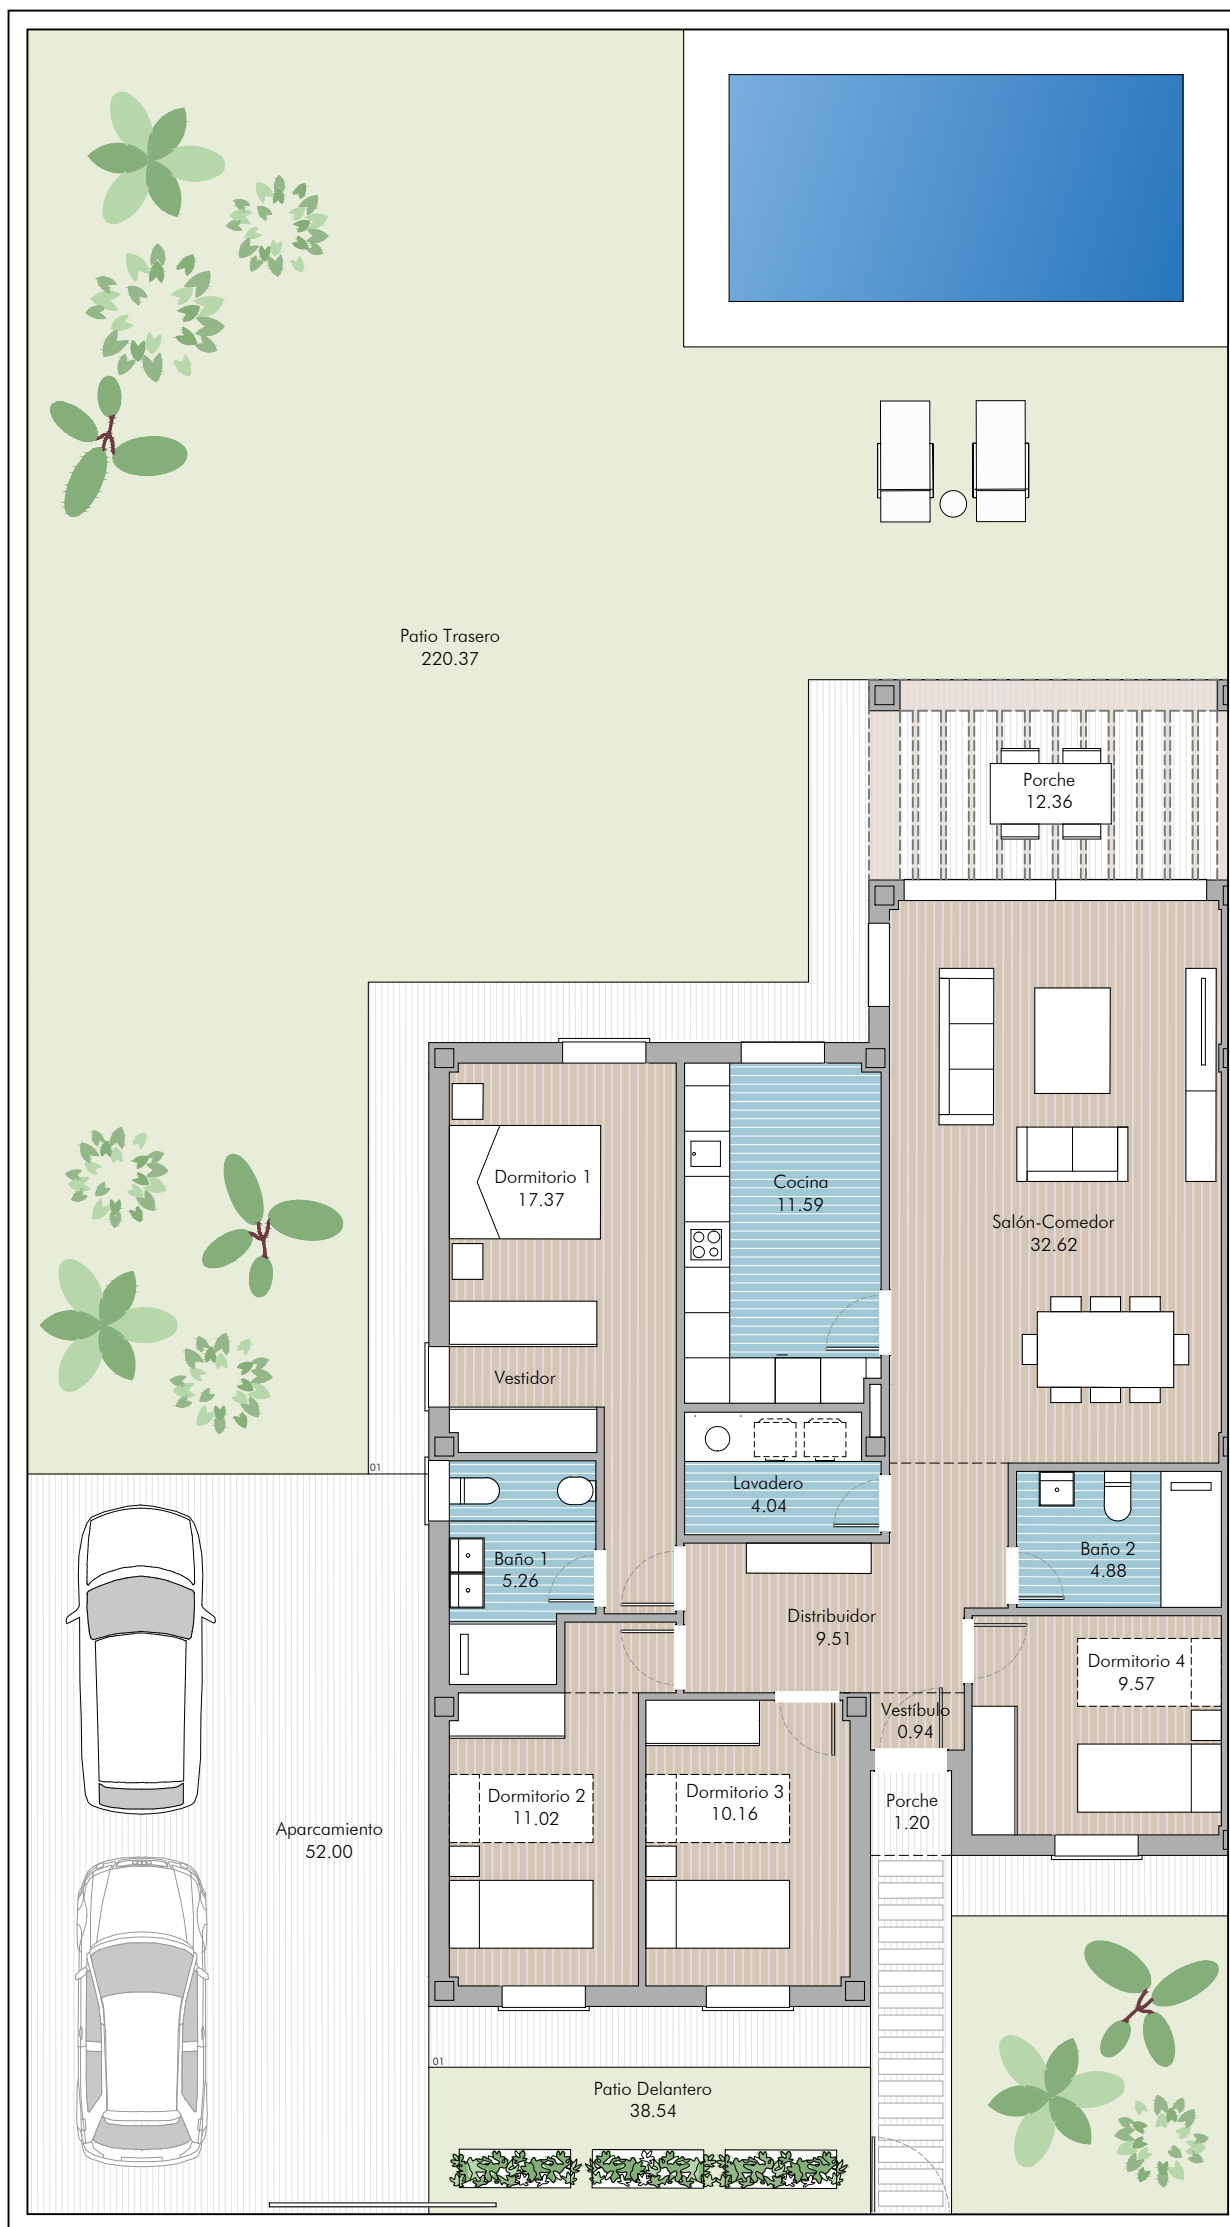 Patio Trasero
220.37
Porche
12.36
Dormitorio 1
17.37
Cocina
11.59
Salón-Comedor
32.62
Vestidor
01
Lavadero
4.04
Baño 1
5.26
Baño 2
4.88
Distribuidor
9.51
Dormitorio 4
9.57
Vestíbulo
0.94
Dormitorio 2
11.02
Dormitorio 3
10.16
Porche
1.20
Aparcamiento
52.00
01
Patio Delantero
38.54